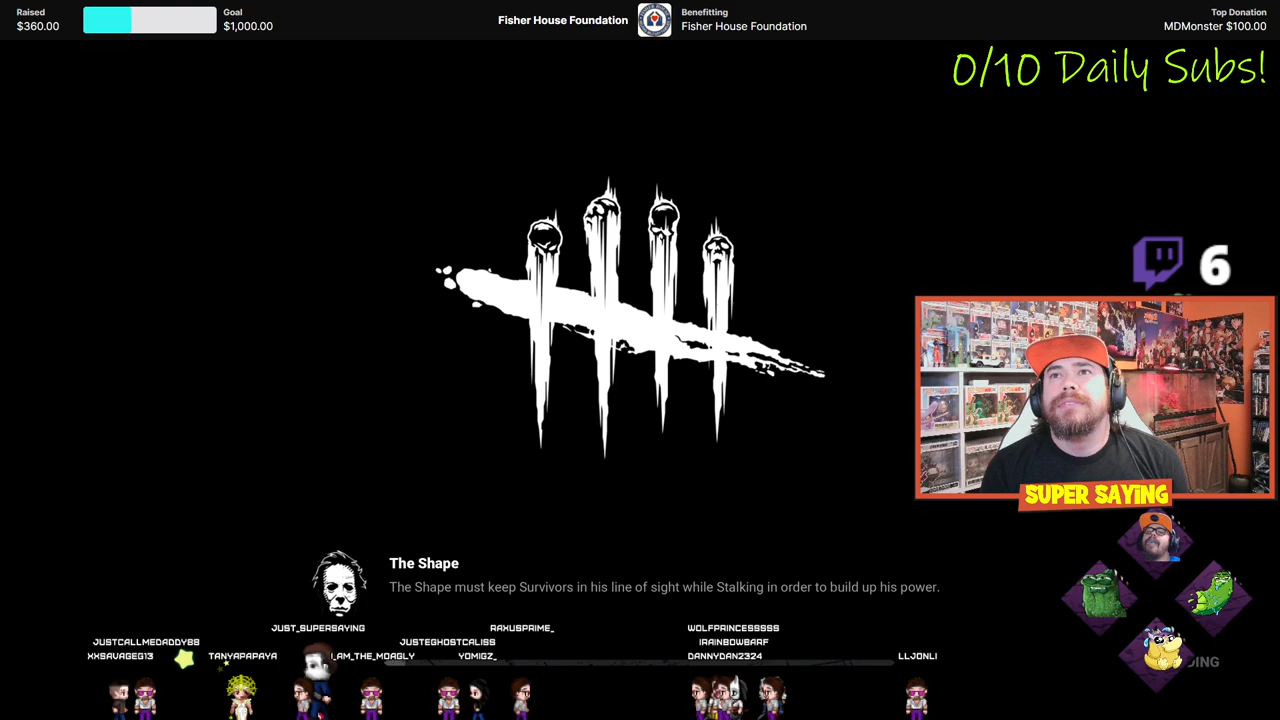 Raised
$360.00
Goal
$1,000.00
Fisher House Foundation
Benefitting
Fisher House Foundation
Top Donation
MDMonster $100.00
0/10 Daily Subs!
6
SUPER SAYING
The Shape
The Shape must keep Survivors in his line of sight while Stalking in order to build up his power.
JUST_SUPERSAYING
RAXUSPRIME_
WOLFPRINCESSSSS
JUSTCALLMEDADDY88
JUSTEGHOSTCALISS
IRAINBOWBARF
XXSAVAGEG13
TANYAPAPAYA
I_AM_THE_MOAGLY
YOMIGZ_
DANNYDAN2324
LLJONLI